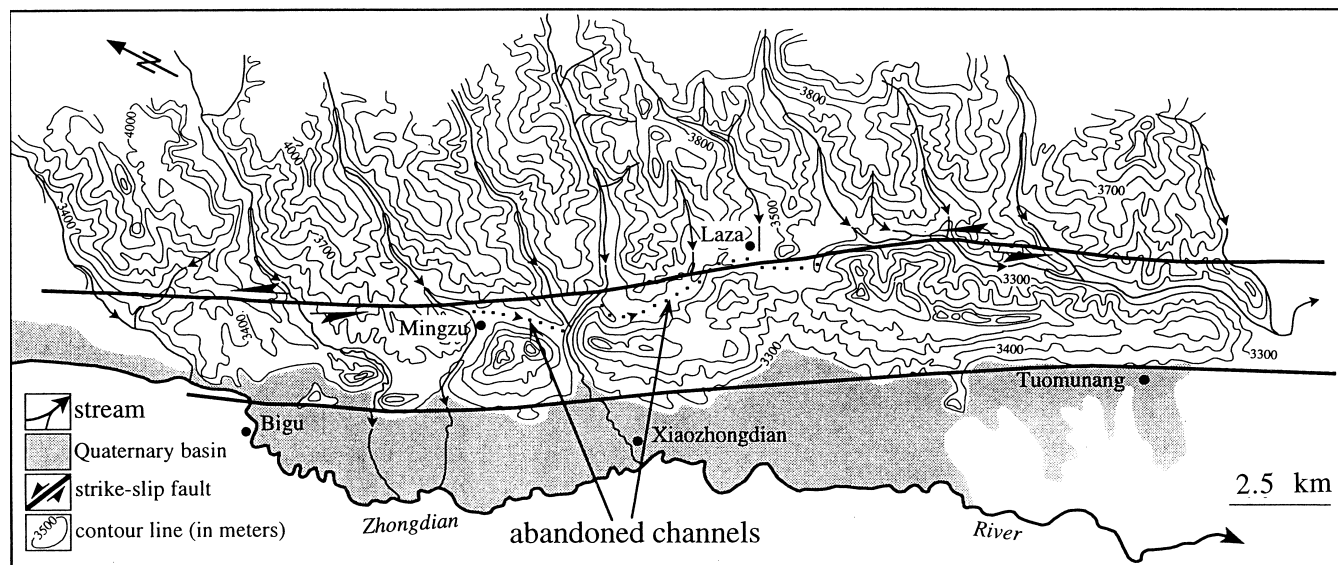 4000
4000
3800
3800
3400
3700
3700
3500
Laza
3300
3400
Mingzu
3400
3300
Tuomunang
Bigu
Xiaozhongdian
Zhongdian
River
abandoned channels
2.5 km
stream
Quaternary basin
strike-slip fault
3500
contour line (in meters)